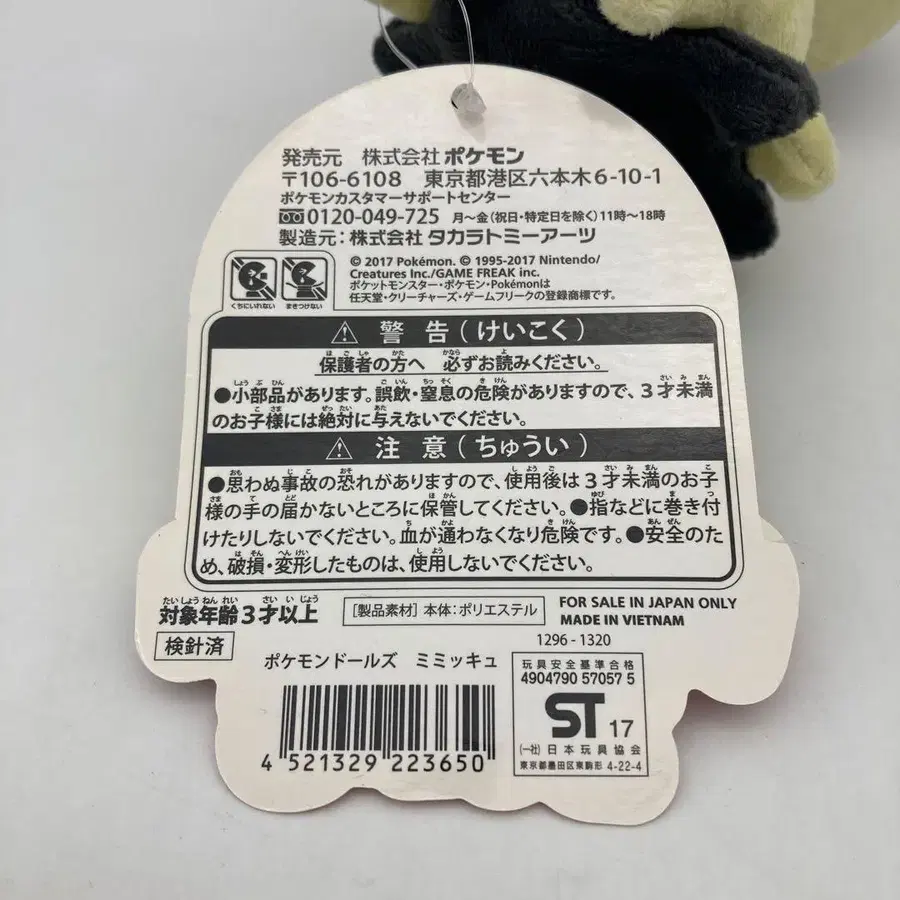 発売元 株式会社 ポケモン
〒106-6108 東京都港区六本木6-10-1
ポケモンカスタマーサポートセンター
0120-049-725 月〜金(祝日・特定日を除く)11時〜18時
製造元:株式会社 タカラトミーアーツ
© 2017 Pokémon. © 1995-2017 Nintendo/
Creatures Inc./GAME FREAK inc.
ポケットモンスター・ポケモン・Pokémonは
任天堂・クリーチャーズ・ゲームフリークの登録商標です。
くちにいれない まきつけない
⚠ 警告(けいこく)
保護者の方へ 必ずお読みください。
●小部品があります。誤飲・窒息の危険がありますので、3才未満
のお子様には絶対に与えないでください。
⚠ 注意(ちゅうい)
●思わぬ事故の恐れがありますので、使用後は3才未満のお子
様の手の届かないところに保管してください。●指などに巻き付
けたりしないでください。血が通わなくなり危険です。●安全のた
め、破損・変形したものは、使用しないでください。
対象年齢3才以上
[製品素材]本体:ポリエステル
FOR SALE IN JAPAN ONLY
MADE IN VIETNAM
検針済
1296-1320
ポケモンドールズ ミミッキュ
4 521329 223650
玩具安全基準合格
4904790 57057 5
ST 17
(一社)日本玩具協会
東京都墨田区東駒形 4-22-4